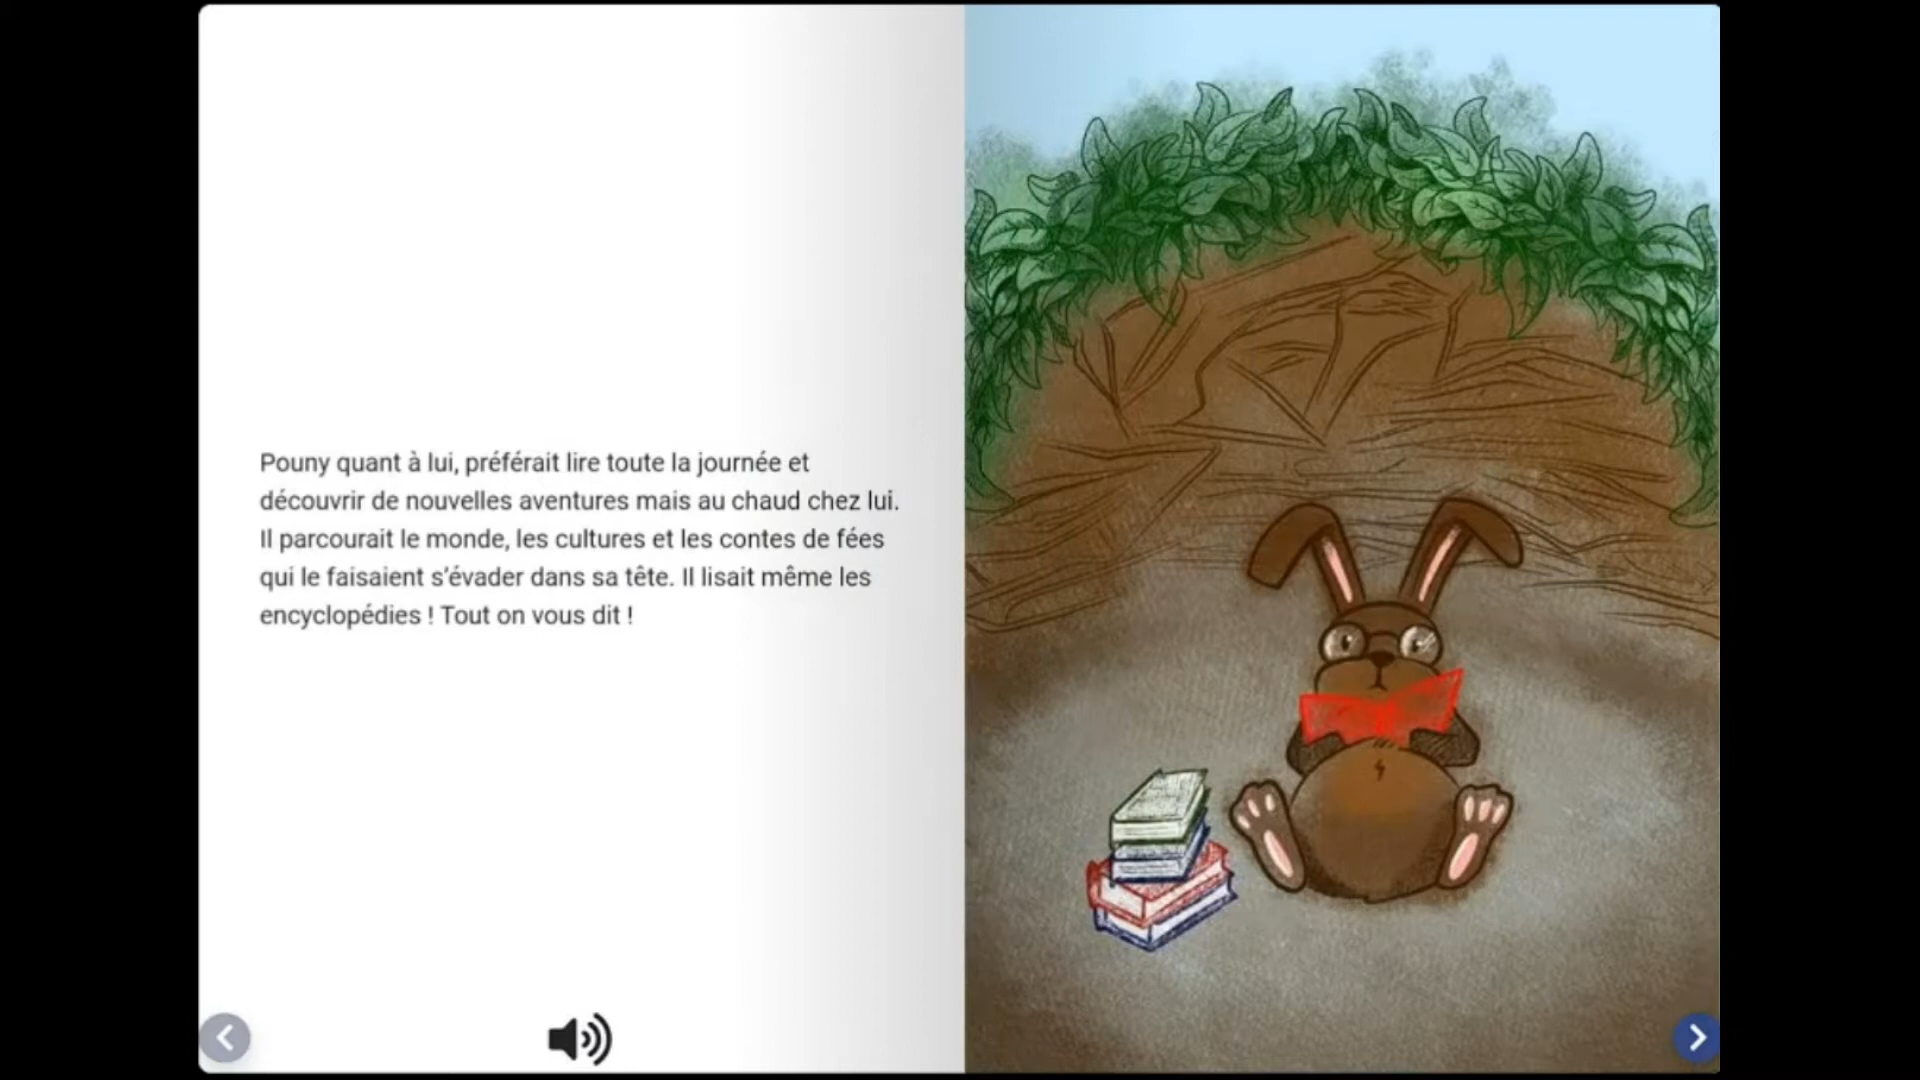 Pouny quant à lui, préférait lire toute la journée et
découvrir de nouvelles aventures mais au chaud chez lui.
Il parcourait le monde, les cultures et les contes de fées
qui le faisaient s’évader dans sa tête. Il lisait même les
encyclopédies ! Tout on vous dit !